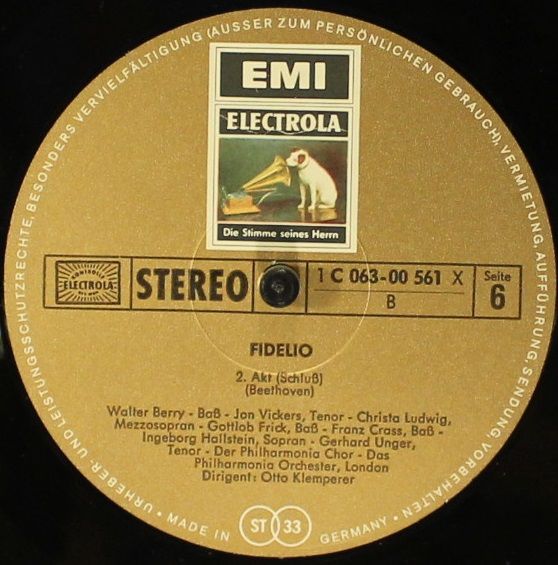 URHEBER- UND LEISTUNGSSCHUTZRECHTE, BESONDERS VERVIELFÄLTIGUNG (AUSSER ZUM PERSÖNLICHEN GEBRAUCH), VERMIETUNG, AUFFÜHRUNG, SENDUNG, VORBEHALTEN
EMI
ELECTROLA
Die Stimme seines Herrn
ELECTROLA
STEREO
1 C 063-00 561 X
B
Seite
6
FIDELIO
2. Akt (Schluß)
(Beethoven)
Walter Berry - Baß - Jon Vickers, Tenor - Christa Ludwig,
Mezzosopran - Gottlob Frick, Baß - Franz Crass, Baß -
Ingeborg Hallstein, Sopran - Gerhard Unger,
Tenor - Der Philharmonia Chor - Das
Philharmonia Orchester, London
Dirigent: Otto Klemperer
• MADE IN GERMANY •
ST 33